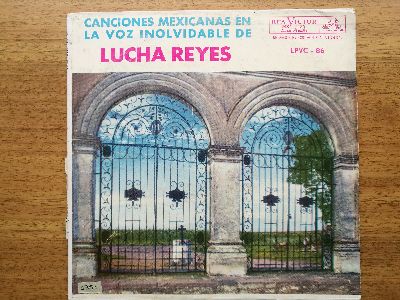 CANCIONES MEXICANAS EN
LA VOZ INOLVIDABLE DE
LUCHA REYES
RCA VICTOR
LPVC - 86